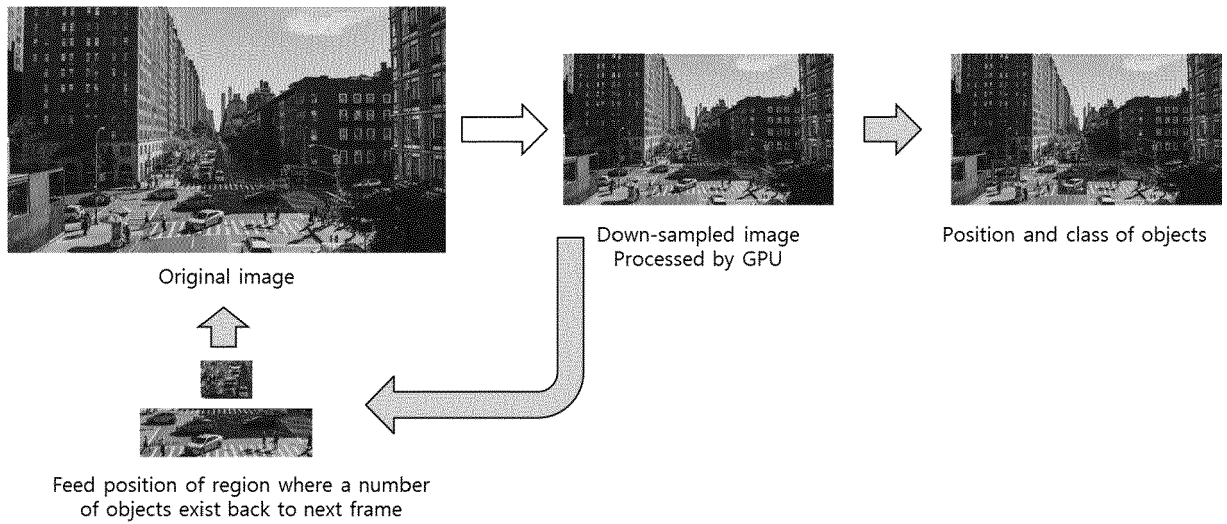 Original image
Down-sampled image
Processed by GPU
Position and class of objects
Feed position of region where a number
of objects exist back to next frame